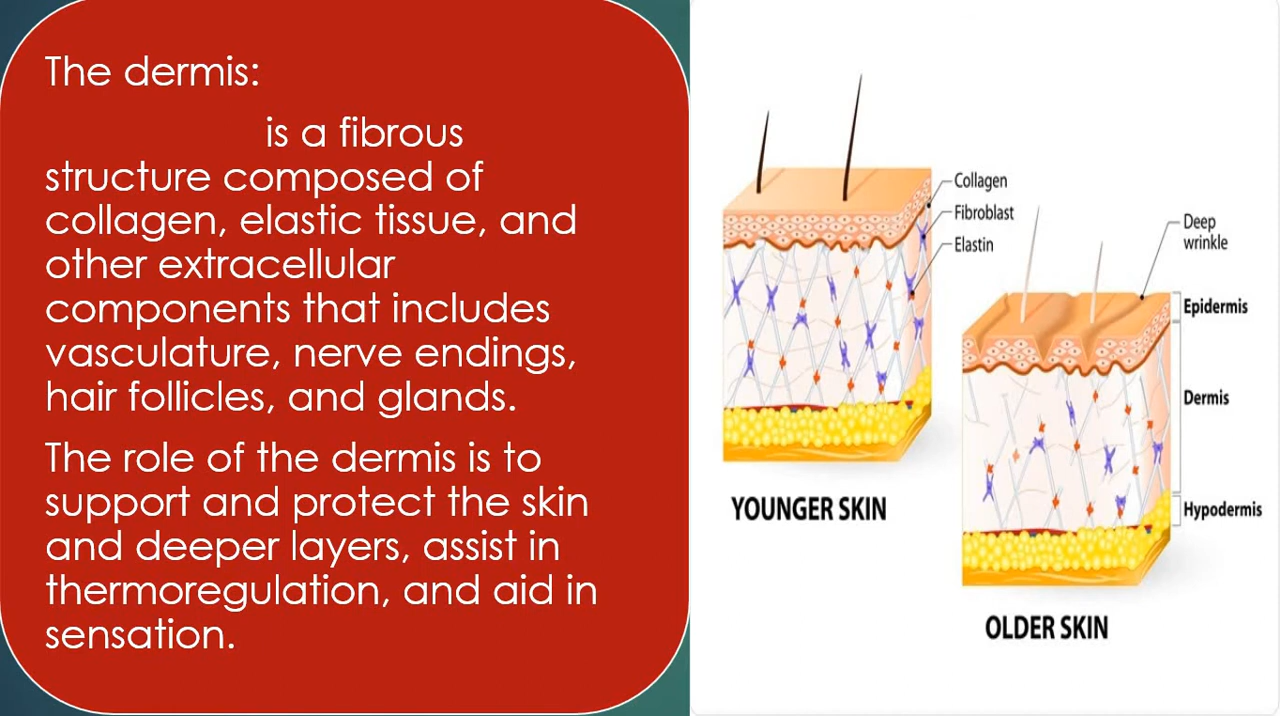 The dermis:
is a fibrous
structure composed of
collagen, elastic tissue, and
other extracellular
components that includes
vasculature, nerve endings,
hair follicles, and glands.
The role of the dermis is to
support and protect the skin
and deeper layers, assist in
thermoregulation, and aid in
sensation.
Collagen
Fibroblast
Elastin
YOUNGER SKIN
Deep
wrinkle
Epidermis
Dermis
Hypodermis
OLDER SKIN